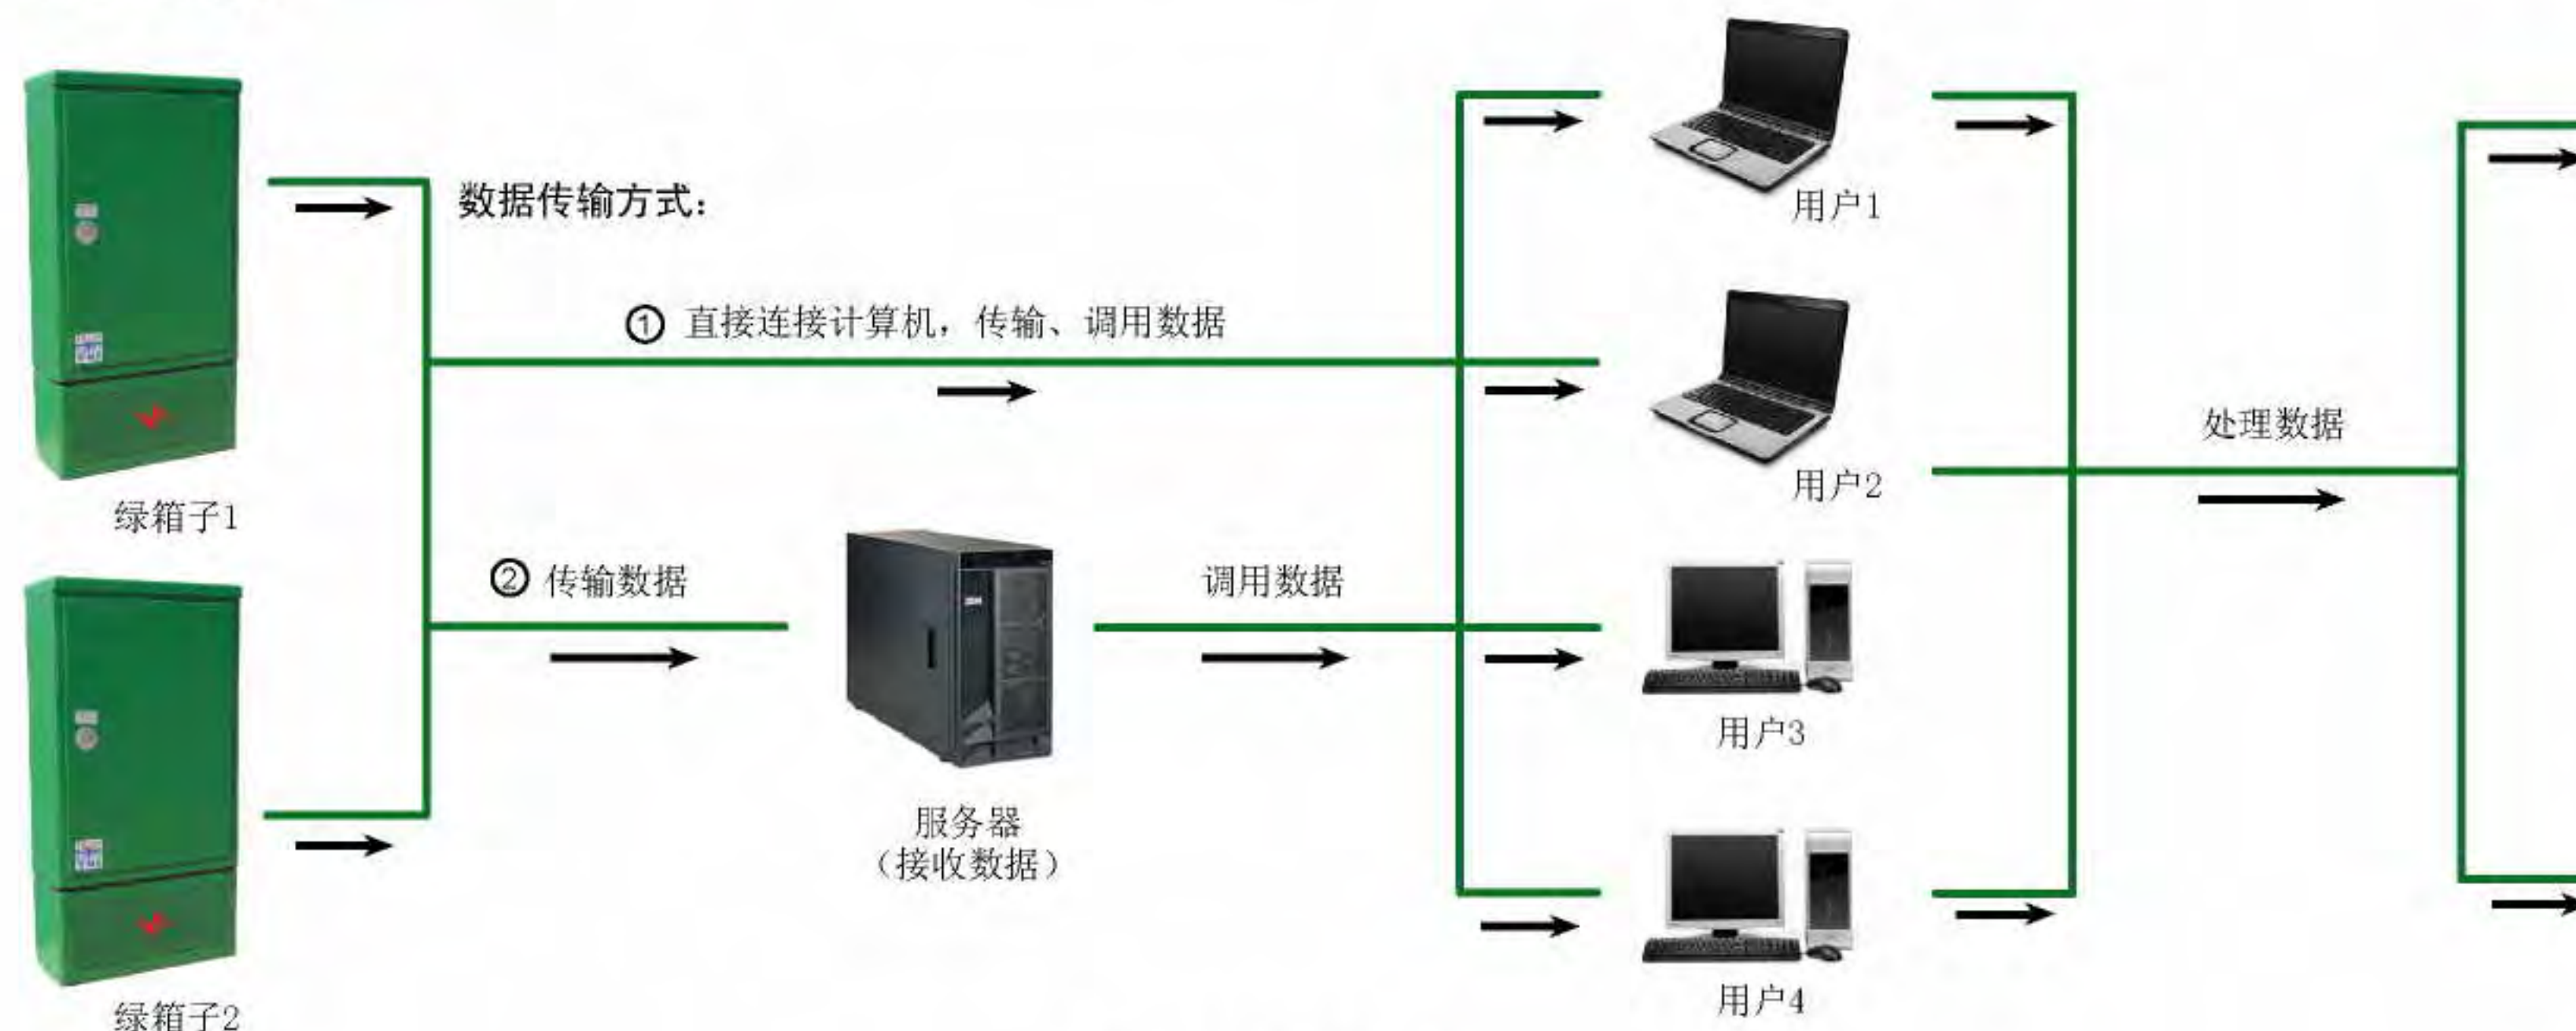 数据传输方式：
用户1
① 直接连接计算机，传输、调用数据
处理数据
用户2
绿箱子1
② 传输数据
调用数据
用户3
服务器
（接收数据）
用户4
绿箱子2